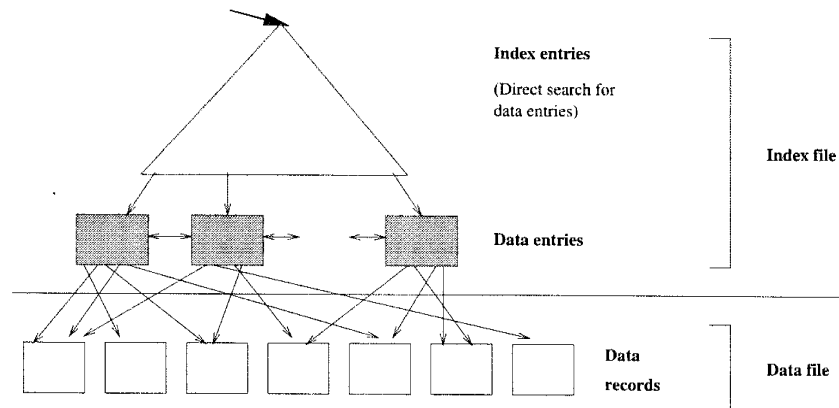 Index entries
(Direct search for
data entries)
Index file
Data entries
Data
records
Data file